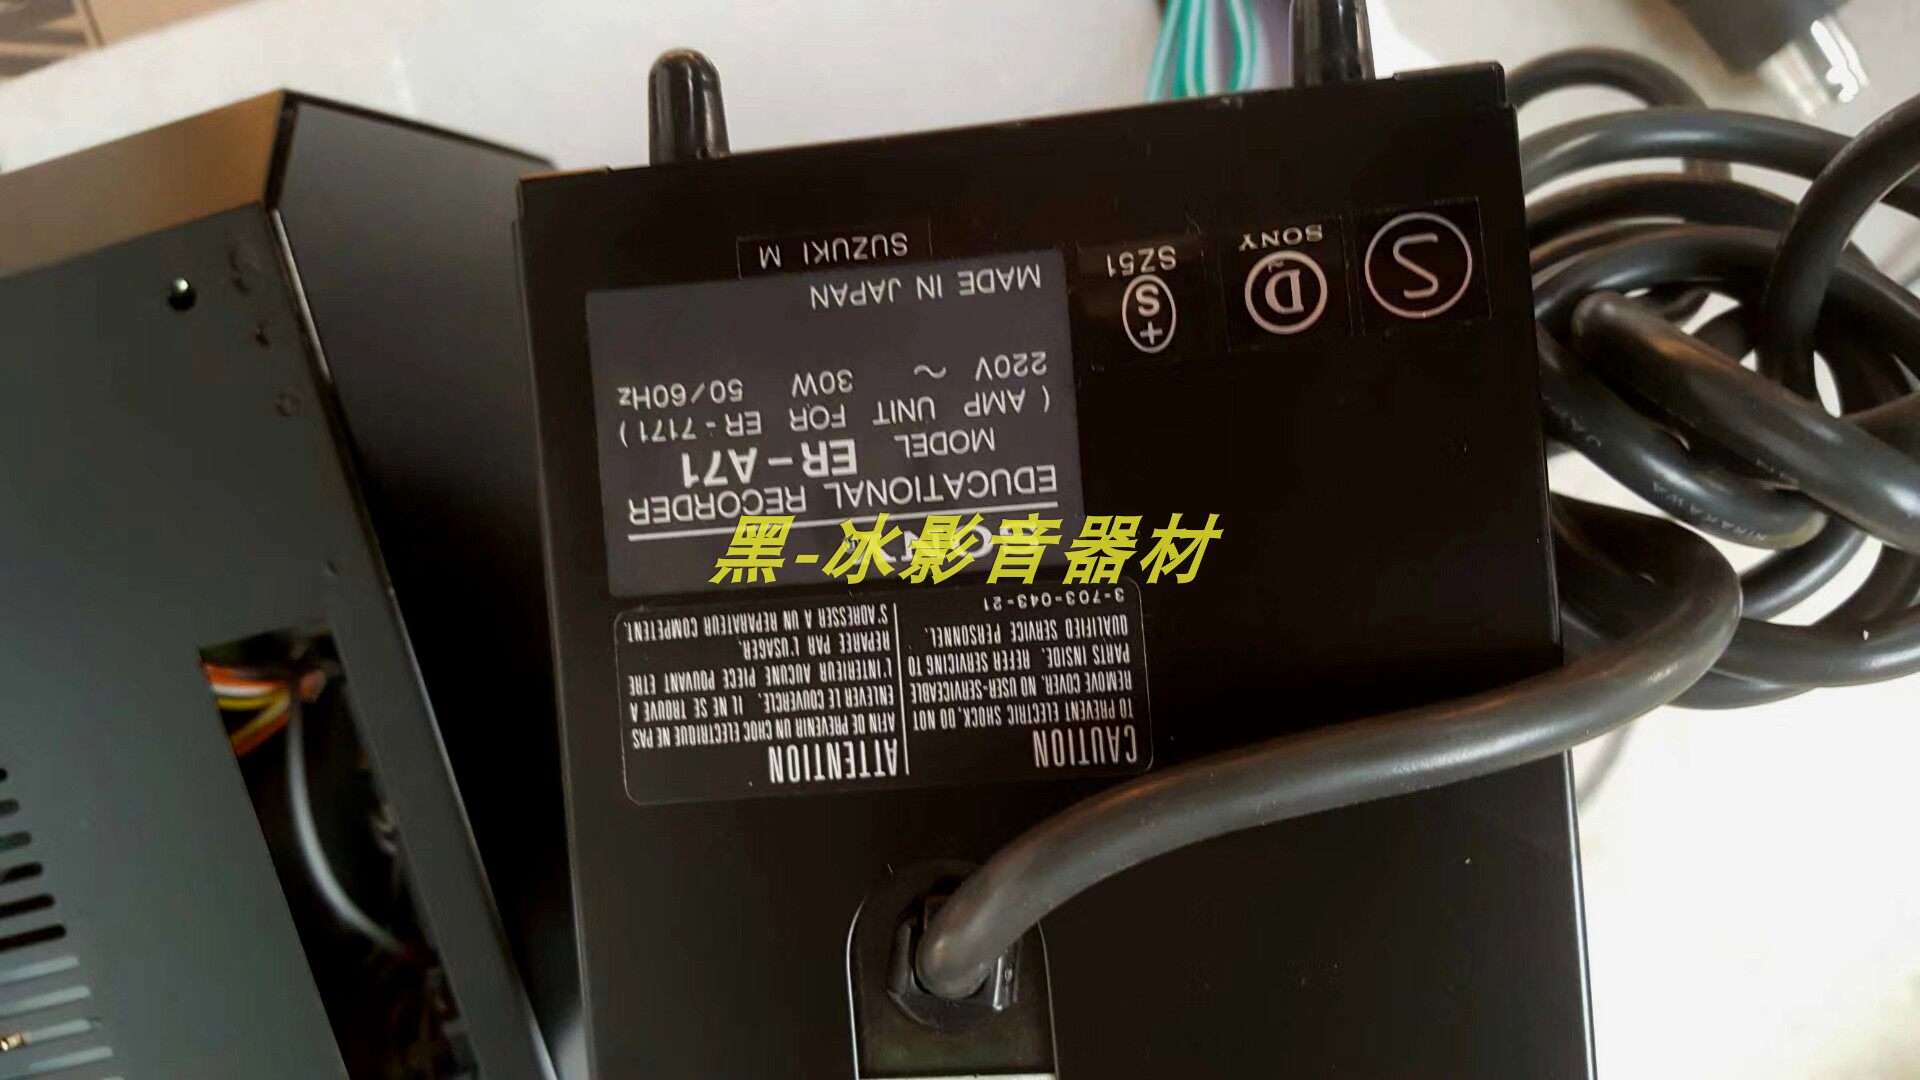 SONY
EDUCATIONAL RECORDER
MODEL ER-A71
( AMP UNIT FOR ER-7171 )
220V ～ 30W 50/60Hz
MADE IN JAPAN
SUZUKI M
+
S
SZ51
D
SONY
S
CAUTION
TO PREVENT ELECTRIC SHOCK, DO NOT
REMOVE COVER. NO USER-SERVICEABLE
PARTS INSIDE. REFER SERVICING TO
QUALIFIED SERVICE PERSONNEL.
3-703-043-21
ATTENTION
AFIN DE PREVENIR UN CHOC ELECTRIQUE NE PAS
ENLEVER LE COUVERCLE. IL NE SE TROUVE A
L'INTERIEUR AUCUNE PIECE POUVANT ETRE
REPAREE PAR L'USAGER.
S'ADRESSER A UN REPARATEUR COMPETENT.
黑-冰影音器材